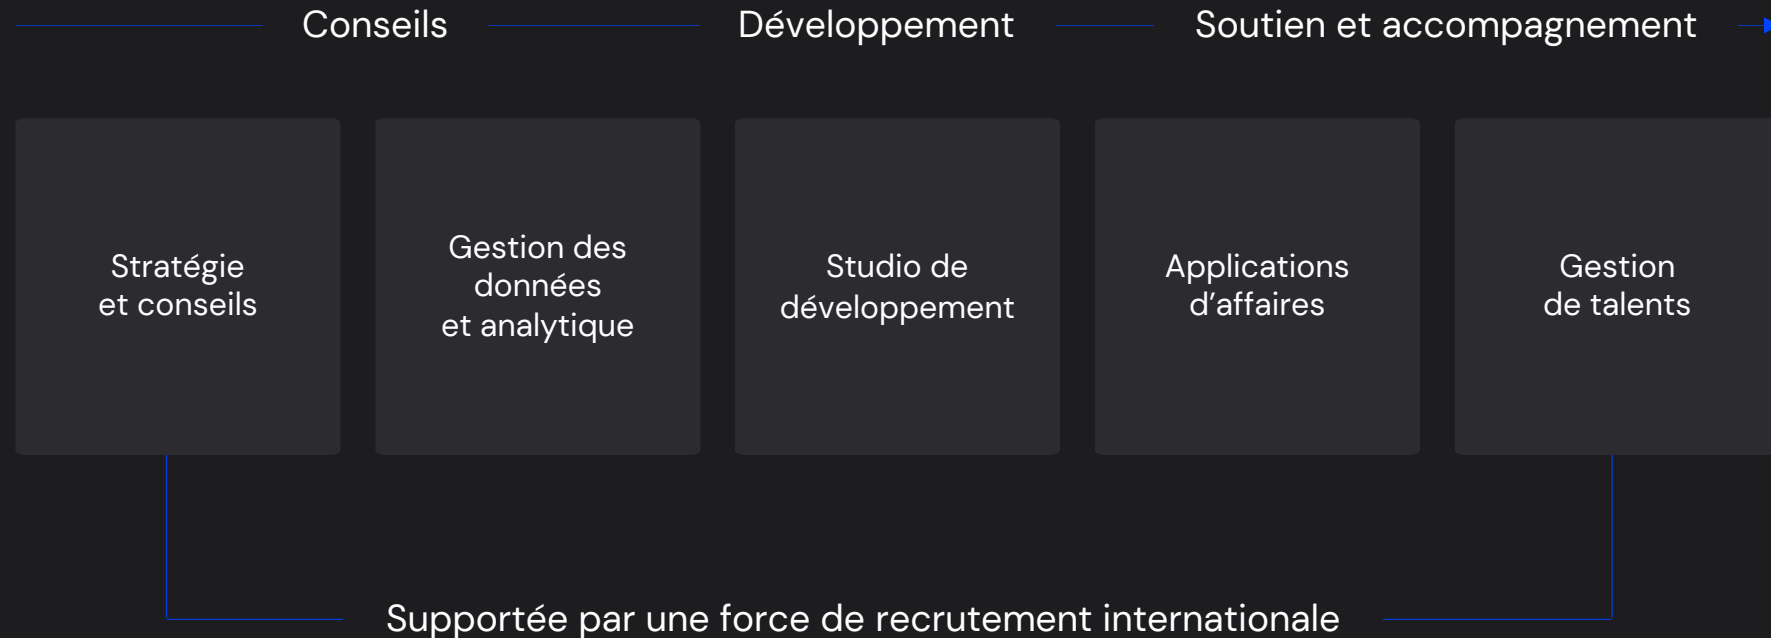 Conseils
Développement
Soutien et accompagnement
Stratégie
et conseils
Gestion des
données
et analytique
Studio de
développement
Applications
d’affaires
Gestion
de talents
Supportée par une force de recrutement internationale